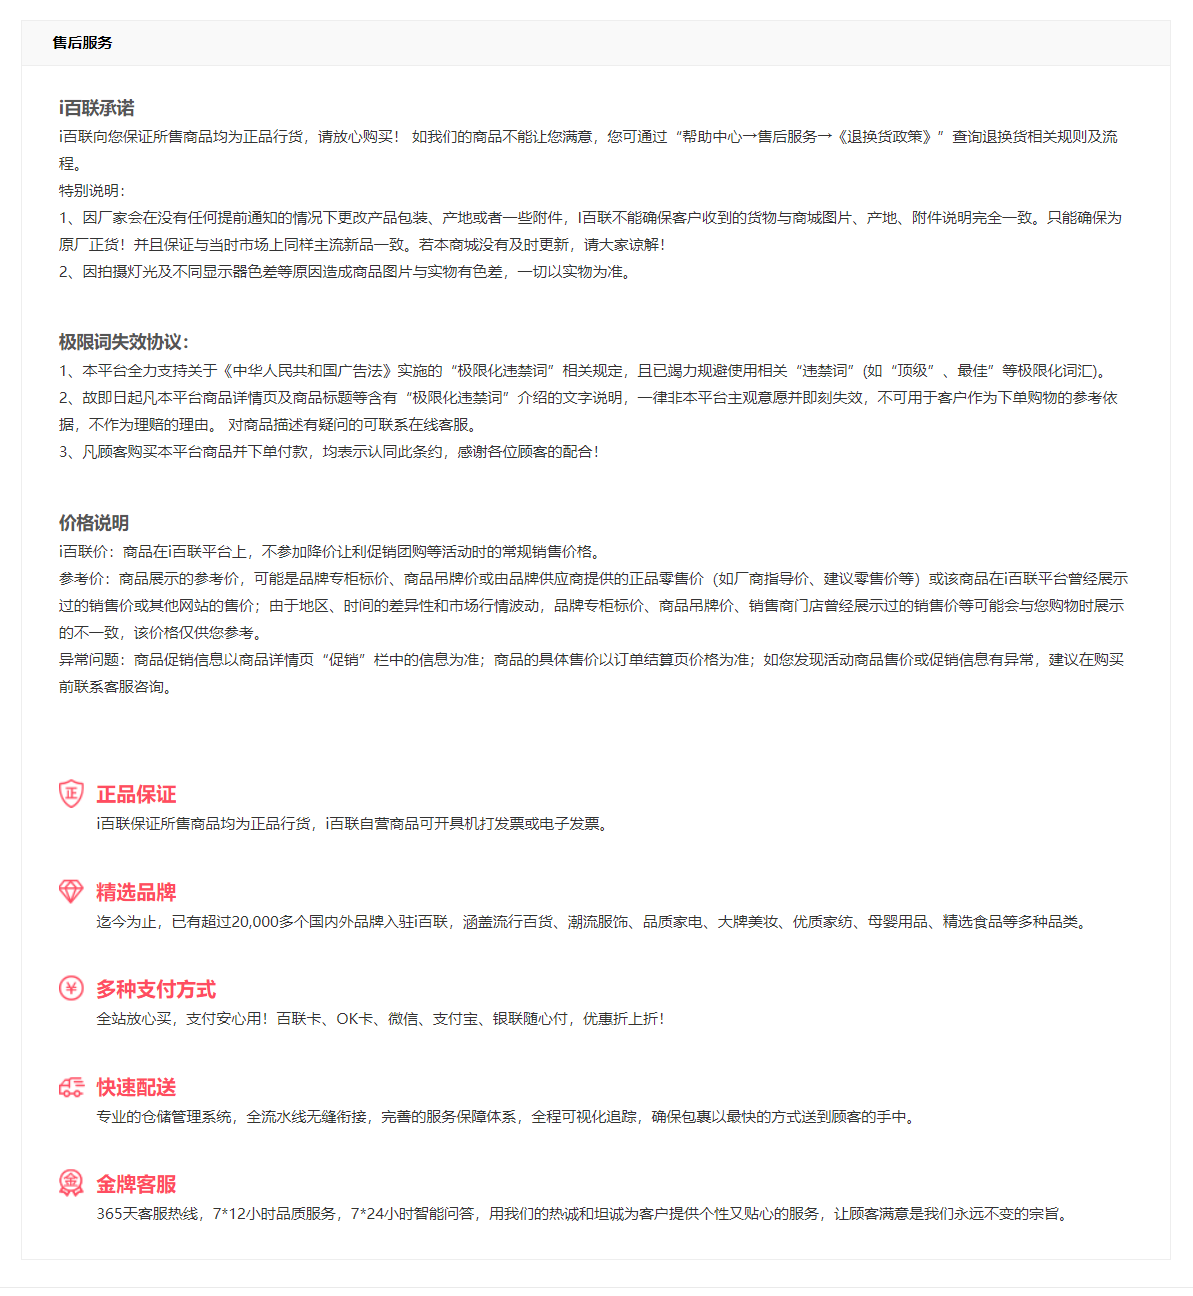 售后服务
i百联承诺
i百联向您保证所售商品均为正品行货，请放心购买！ 如我们的商品不能让您满意，您可通过“帮助中心→售后服务→《退换货政策》”查询退换货相关规则及流
程。
特别说明：
1、因厂家会在没有任何提前通知的情况下更改产品包装、产地或者一些附件，I百联不能确保客户收到的货物与商城图片、产地、附件说明完全一致。只能确保为
原厂正货！并且保证与当时市场上同样主流新品一致。若本商城没有及时更新，请大家谅解！
2、因拍摄灯光及不同显示器色差等原因造成商品图片与实物有色差，一切以实物为准。
极限词失效协议：
1、本平台全力支持关于《中华人民共和国广告法》实施的“极限化违禁词”相关规定，且已竭力规避使用相关“违禁词”(如“顶级”、最佳”等极限化词汇)。
2、故即日起凡本平台商品详情页及商品标题等含有“极限化违禁词”介绍的文字说明，一律非本平台主观意愿并即刻失效，不可用于客户作为下单购物的参考依
据，不作为理赔的理由。 对商品描述有疑问的可联系在线客服。
3、凡顾客购买本平台商品并下单付款，均表示认同此条约，感谢各位顾客的配合！
价格说明
i百联价：商品在i百联平台上，不参加降价让利促销团购等活动时的常规销售价格。
参考价：商品展示的参考价，可能是品牌专柜标价、商品吊牌价或由品牌供应商提供的正品零售价（如厂商指导价、建议零售价等）或该商品在i百联平台曾经展示
过的销售价或其他网站的售价；由于地区、时间的差异性和市场行情波动，品牌专柜标价、商品吊牌价、销售商门店曾经展示过的销售价等可能会与您购物时展示
的不一致，该价格仅供您参考。
异常问题：商品促销信息以商品详情页“促销”栏中的信息为准；商品的具体售价以订单结算页价格为准；如您发现活动商品售价或促销信息有异常，建议在购买
前联系客服咨询。
正 正品保证
i百联保证所售商品均为正品行货，i百联自营商品可开具机打发票或电子发票。
精选品牌
迄今为止，已有超过20,000多个国内外品牌入驻i百联，涵盖流行百货、潮流服饰、品质家电、大牌美妆、优质家纺、母婴用品、精选食品等多种品类。
¥ 多种支付方式
全站放心买，支付安心用！百联卡、OK卡、微信、支付宝、银联随心付，优惠折上折！
快速配送
专业的仓储管理系统，全流水线无缝衔接，完善的服务保障体系，全程可视化追踪，确保包裹以最快的方式送到顾客的手中。
金 金牌客服
365天客服热线，7*12小时品质服务，7*24小时智能问答，用我们的热诚和坦诚为客户提供个性又贴心的服务，让顾客满意是我们永远不变的宗旨。